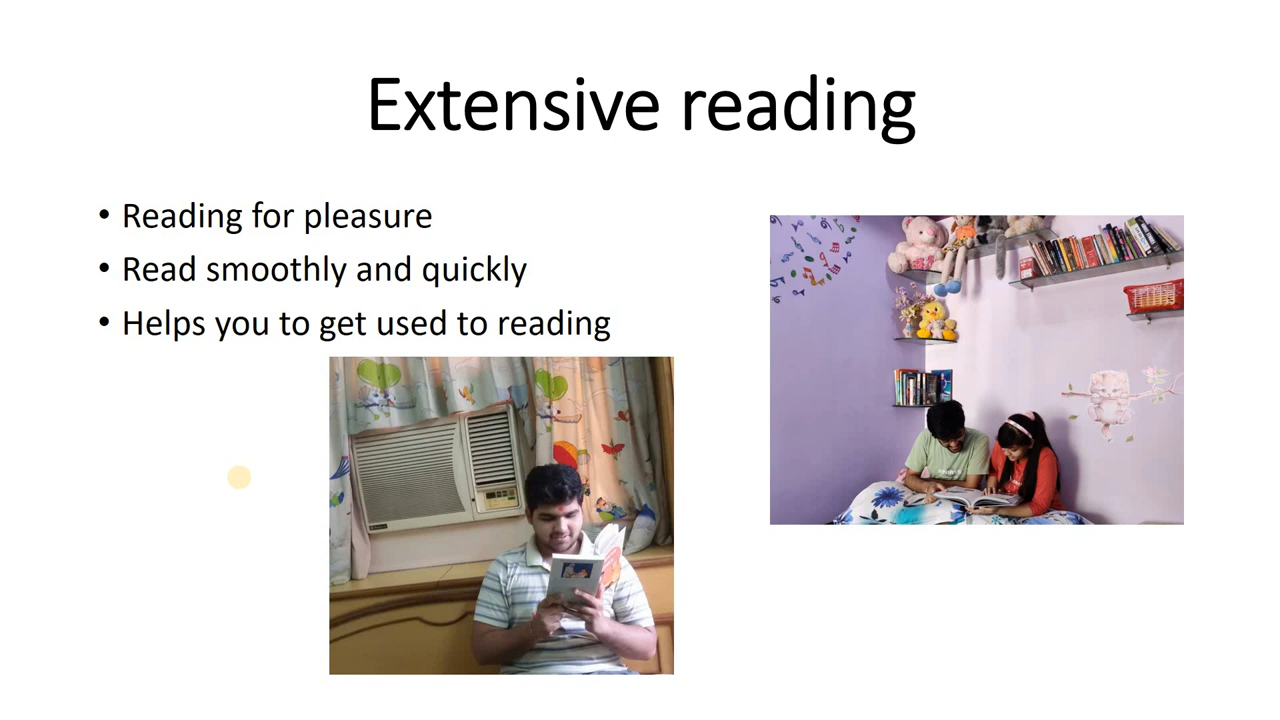 Extensive reading
• Reading for pleasure
• Read smoothly and quickly
• Helps you to get used to reading